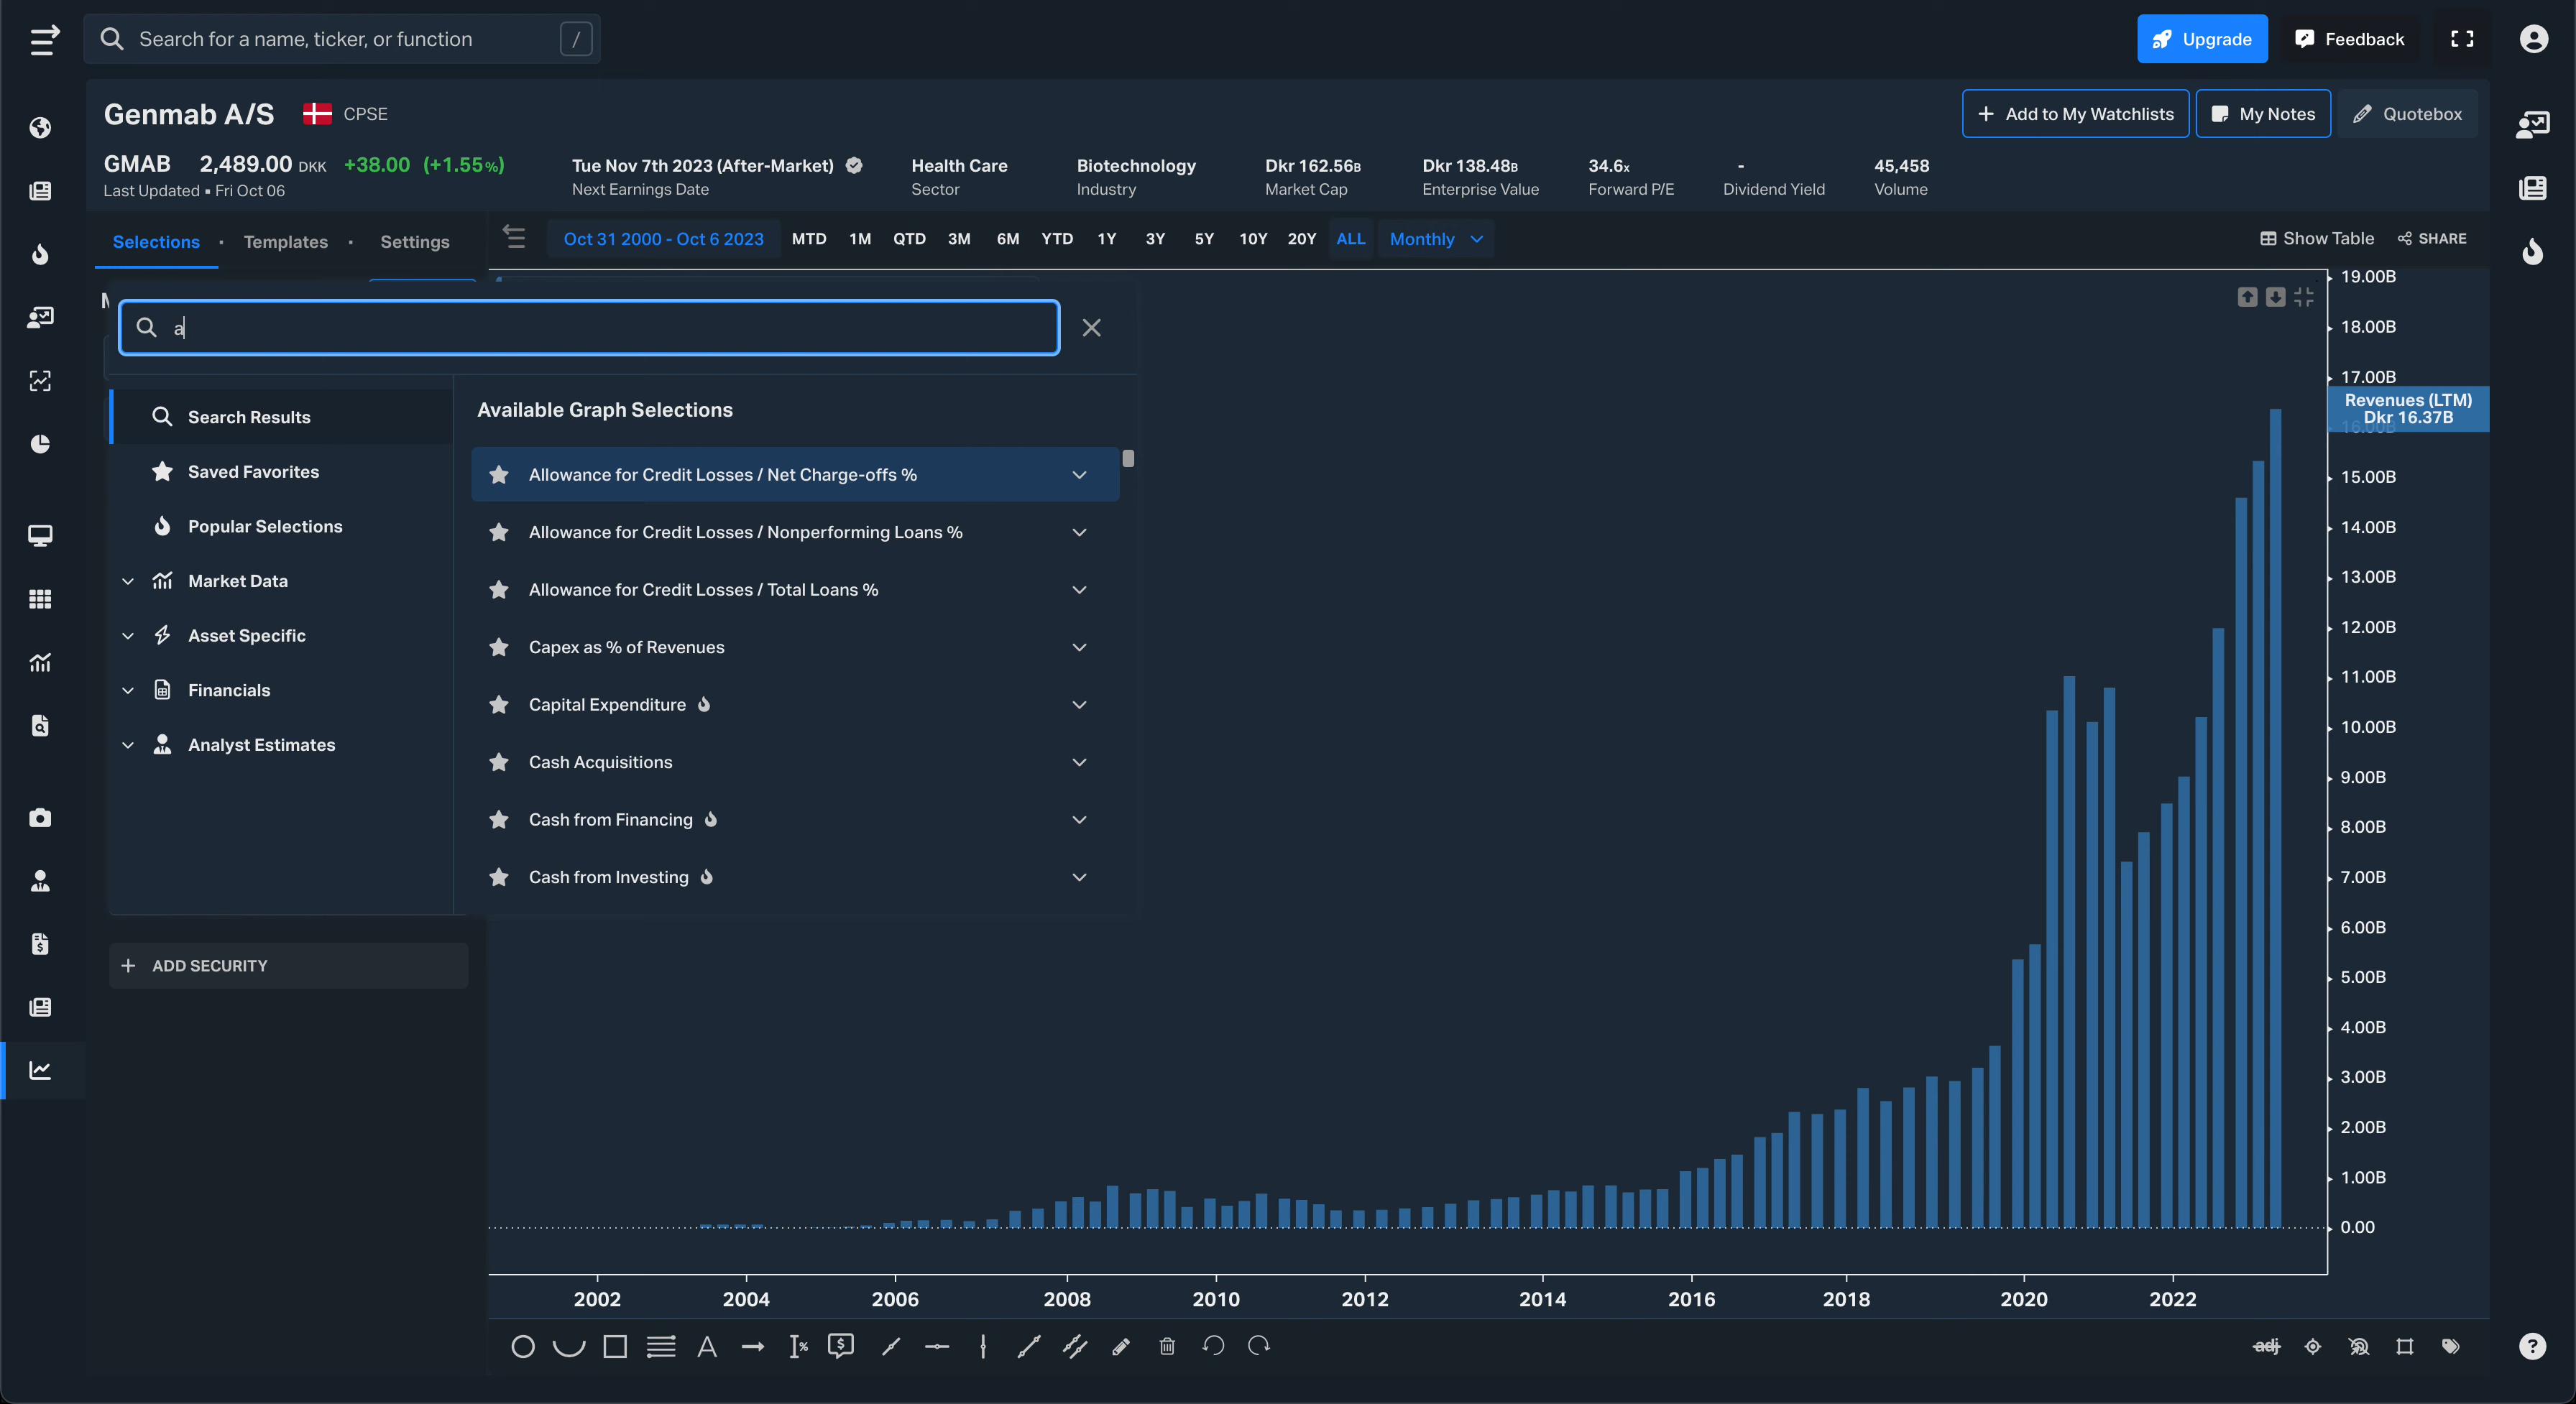 Search for a name, ticker, or function /
Upgrade
Feedback
Genmab A/S CPSE
Add to My Watchlists
My Notes
Quotebox
GMAB 2,489.00 DKK +38.00 (+1.55%)
Last Updated ▪ Fri Oct 06
Tue Nov 7th 2023 (After-Market)
Next Earnings Date
Health Care
Sector
Biotechnology
Industry
Dkr 162.56B
Market Cap
Dkr 138.48B
Enterprise Value
34.6x
Forward P/E
-
Dividend Yield
45,458
Volume
Selections · Templates · Settings
Oct 31 2000 - Oct 6 2023 MTD 1M QTD 3M 6M YTD 1Y 3Y 5Y 10Y 20Y ALL Monthly
Show Table
SHARE
a
Search Results
Saved Favorites
Popular Selections
Market Data
Asset Specific
Financials
Analyst Estimates
Available Graph Selections
Allowance for Credit Losses / Net Charge-offs %
Allowance for Credit Losses / Nonperforming Loans %
Allowance for Credit Losses / Total Loans %
Capex as % of Revenues
Capital Expenditure
Cash Acquisitions
Cash from Financing
Cash from Investing
+ ADD SECURITY
19.00B
18.00B
17.00B
Revenues (LTM)
Dkr 16.37B
16.00B
15.00B
14.00B
13.00B
12.00B
11.00B
10.00B
9.00B
8.00B
7.00B
6.00B
5.00B
4.00B
3.00B
2.00B
1.00B
0.00
2002 2004 2006 2008 2010 2012 2014 2016 2018 2020 2022
adj